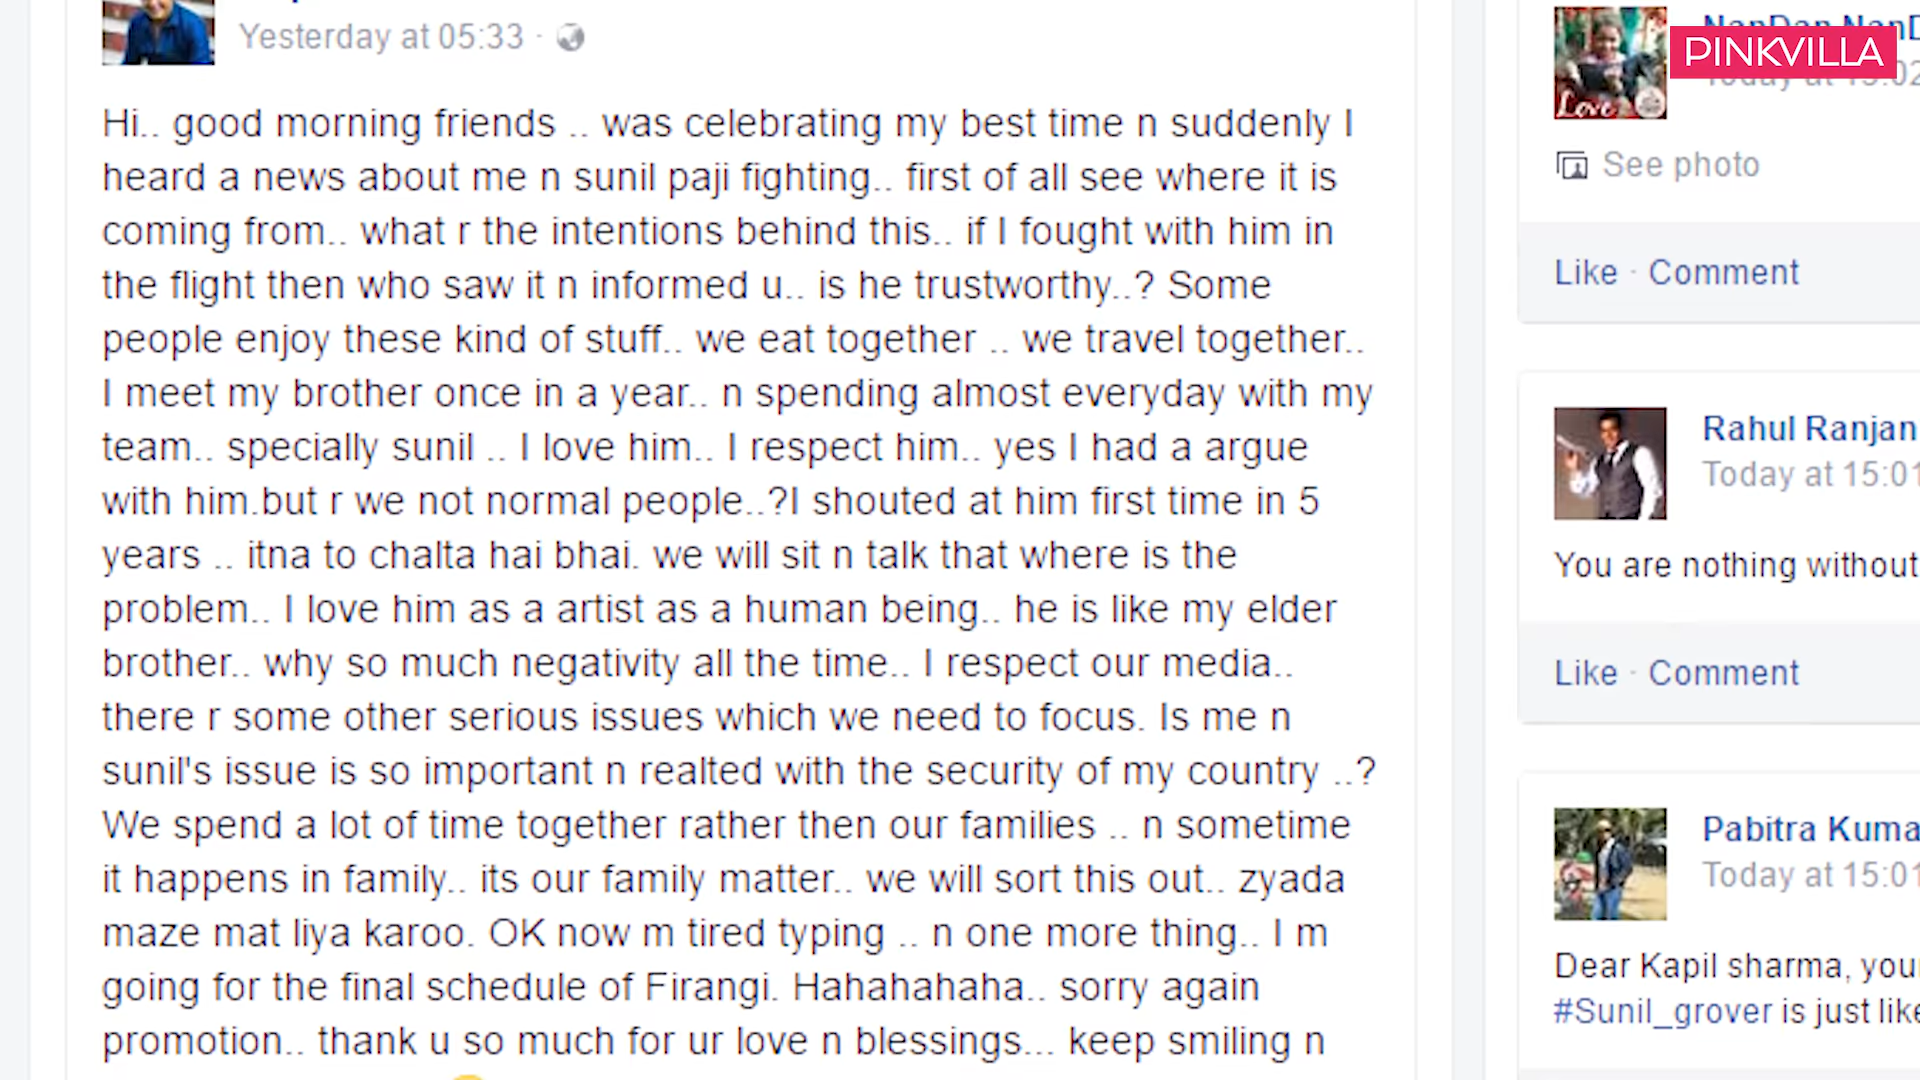 Yesterday at 05:33 ·
Hi.. good morning friends .. was celebrating my best time n suddenly I
heard a news about me n sunil paji fighting.. first of all see where it is
coming from.. what r the intentions behind this.. if I fought with him in
the flight then who saw it n informed u.. is he trustworthy..? Some
people enjoy these kind of stuff.. we eat together .. we travel together..
I meet my brother once in a year.. n spending almost everyday with my
team.. specially sunil .. I love him.. I respect him.. yes I had a argue
with him.but r we not normal people..?I shouted at him first time in 5
years .. itna to chalta hai bhai. we will sit n talk that where is the
problem.. I love him as a artist as a human being.. he is like my elder
brother.. why so much negativity all the time.. I respect our media..
there r some other serious issues which we need to focus. Is me n
sunil's issue is so important n realted with the security of my country ..?
We spend a lot of time together rather then our families .. n sometime
it happens in family.. its our family matter.. we will sort this out.. zyada
maze mat liya karoo. OK now m tired typing .. n one more thing.. I m
going for the final schedule of Firangi. Hahahahaha.. sorry again
promotion.. thank u so much for ur love n blessings... keep smiling n
PINKVILLA
Love
See photo
Like · Comment
Rahul Ranjan
Today at 15:01
You are nothing without
Like · Comment
Pabitra Kuma
Today at 15:01
Dear Kapil sharma, your
#Sunil_grover is just like